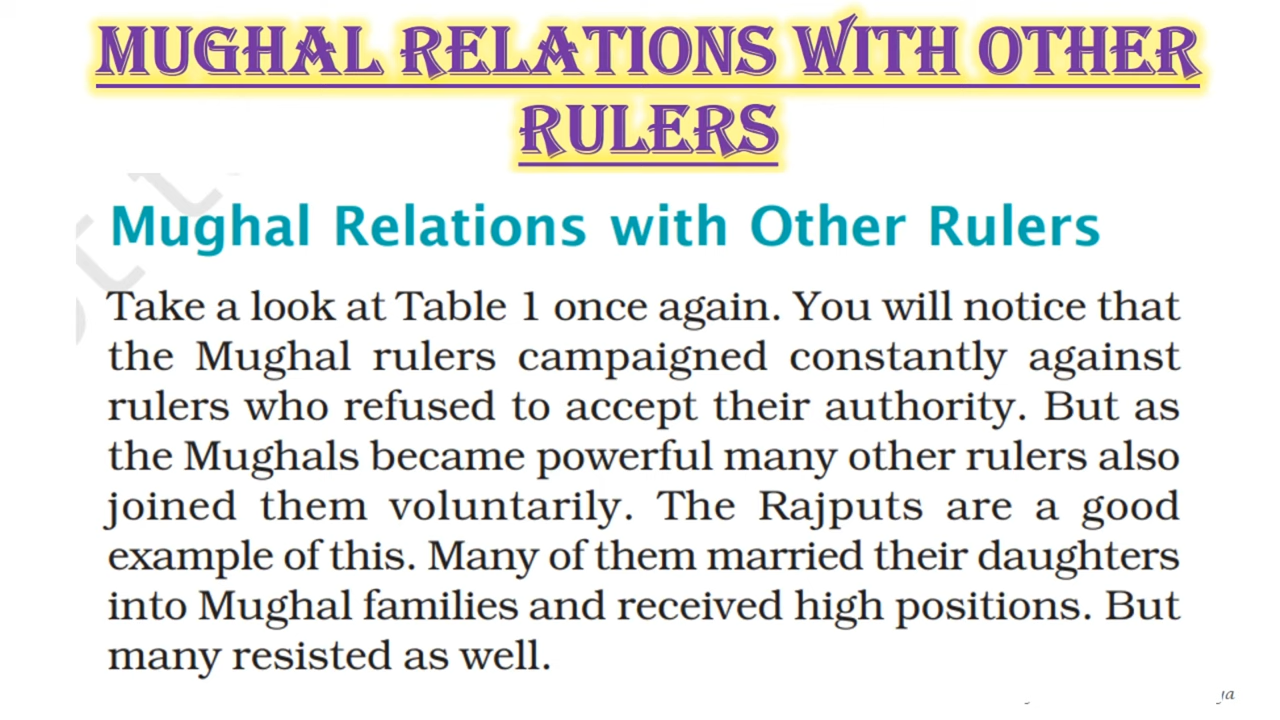 MUGHAL RELATIONS WITH OTHER
RULERS
Mughal Relations with Other Rulers
Take a look at Table 1 once again. You will notice that
the Mughal rulers campaigned constantly against
rulers who refused to accept their authority. But as
the Mughals became powerful many other rulers also
joined them voluntarily. The Rajputs are a good
example of this. Many of them married their daughters
into Mughal families and received high positions. But
many resisted as well.